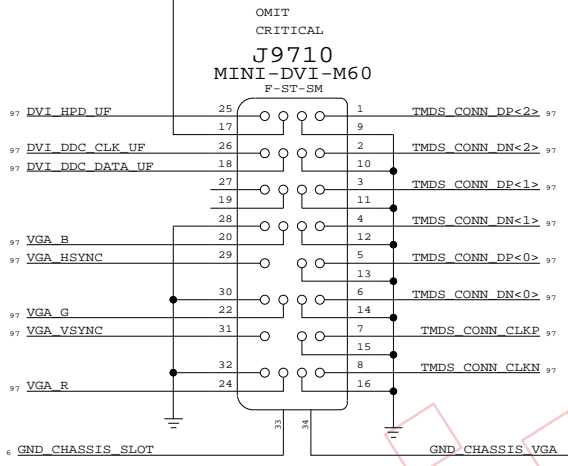 OMIT
CRITICAL
J9710
MINI-DVI-M60
F-ST-SM
97 DVI_HPD_UF 25 1 TMDS_CONN_DP<2> 97
17 9
97 DVI_DDC_CLK_UF 26 2 TMDS_CONN_DN<2> 97
97 DVI_DDC_DATA_UF 18 10
27 3 TMDS_CONN_DP<1> 97
19 11
28 4 TMDS_CONN_DN<1> 97
97 VGA_B 20 12
97 VGA_HSYNC 29 5 TMDS_CONN_DP<0> 97
13
30 6 TMDS_CONN_DN<0> 97
97 VGA_G 22 14
97 VGA_VSYNC 31 7 TMDS_CONN_CLKP 97
15
32 8 TMDS_CONN_CLKN 97
97 VGA_R 24 16
33 34
6 GND_CHASSIS_SLOT GND_CHASSIS_VGA